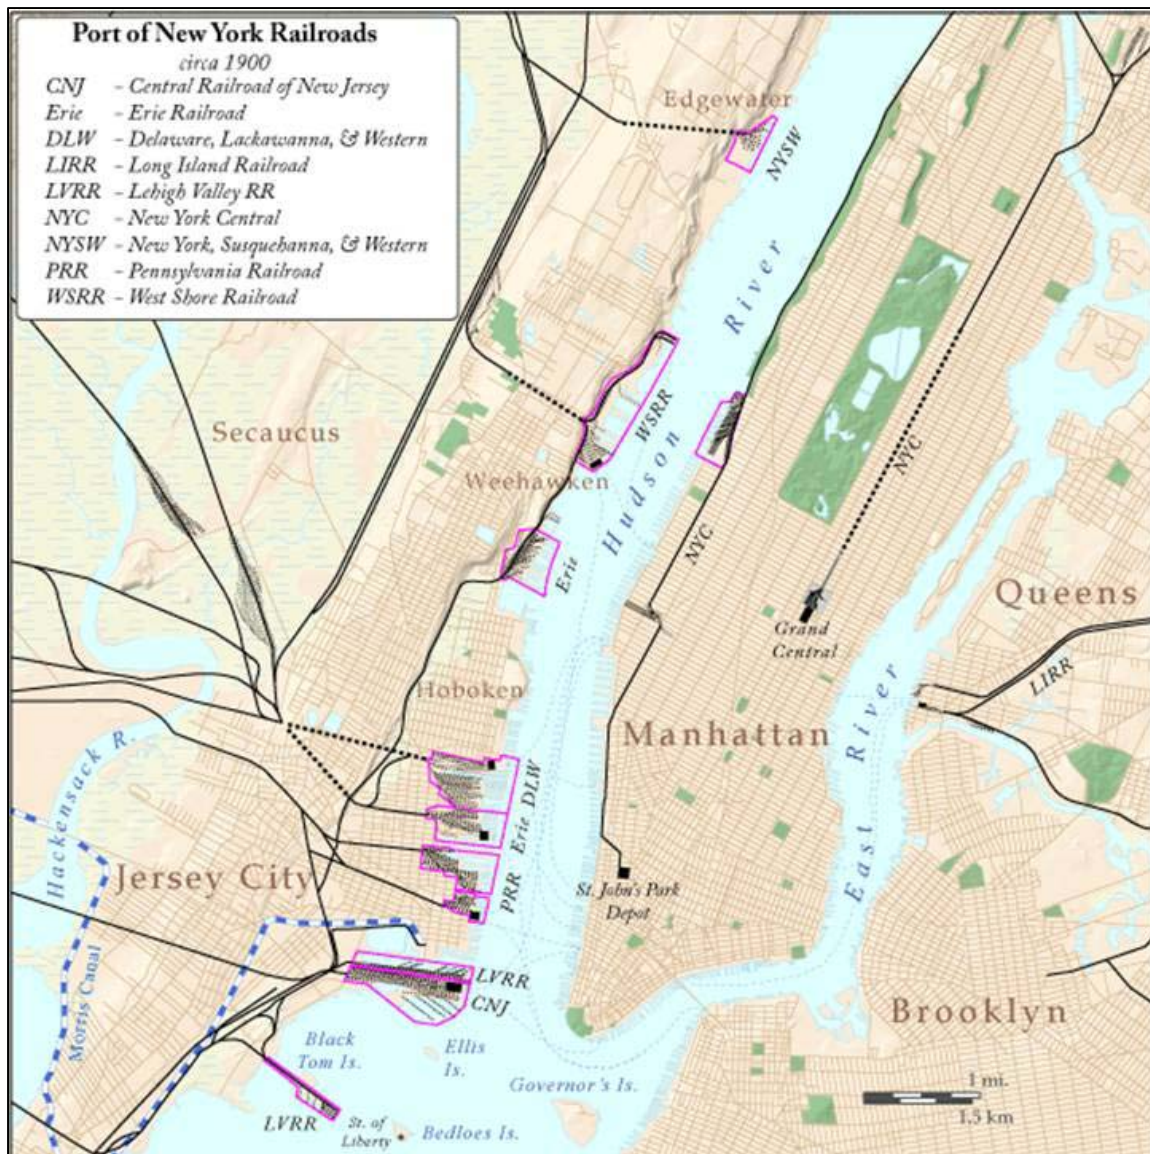 Port of New York Railroads
circa 1900
CNJ - Central Railroad of New Jersey
Erie - Erie Railroad
DLW - Delaware, Lackawanna, & Western
LIRR - Long Island Railroad
LVRR - Lehigh Valley RR
NYC - New York Central
NYSW - New York, Susquehanna, & Western
PRR - Pennsylvania Railroad
WSRR - West Shore Railroad
Edgewater
NYSW
Hudson River
WSRR
Secaucus
Weehawken
NYC
NYC
Erie
Queens
Grand
Central
LIRR
Hoboken
Manhattan
East River
Hackensack R.
DLW
Erie
PRR
Jersey City
St. John's Park
Depot
Morris Canal
LVRR
CNJ
Brooklyn
Black
Tom Is.
Ellis
Is.
Governor's Is.
1 mi.
1.5 km
LVRR
St. of
Liberty
Bedloes Is.